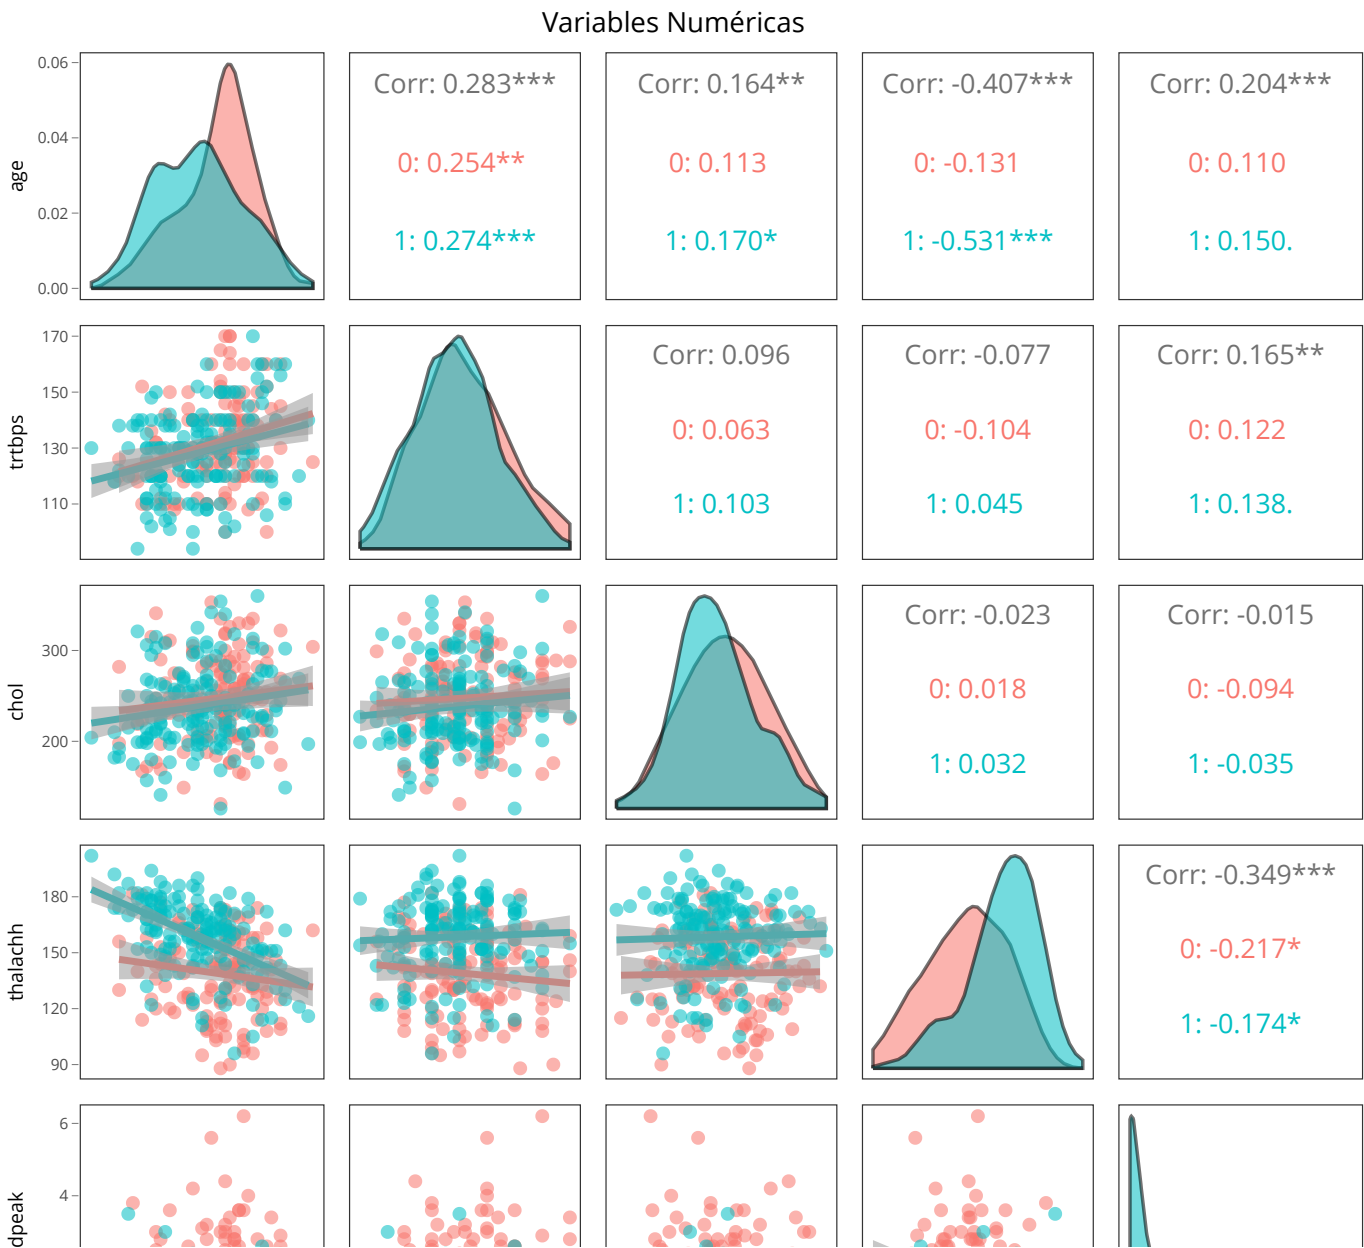 Variables Numéricas
0.06
0.04
0.02
0.00
age
Corr: 0.283***
0: 0.254**
1: 0.274***
Corr: 0.164**
0: 0.113
1: 0.170*
Corr: -0.407***
0: -0.131
1: -0.531***
Corr: 0.204***
0: 0.110
1: 0.150.
170
150
130
110
trtbps
Corr: 0.096
0: 0.063
1: 0.103
Corr: -0.077
0: -0.104
1: 0.045
Corr: 0.165**
0: 0.122
1: 0.138.
300
200
chol
Corr: -0.023
0: 0.018
1: 0.032
Corr: -0.015
0: -0.094
1: -0.035
180
150
120
90
thalachh
Corr: -0.349***
0: -0.217*
1: -0.174*
6
4
dpeak